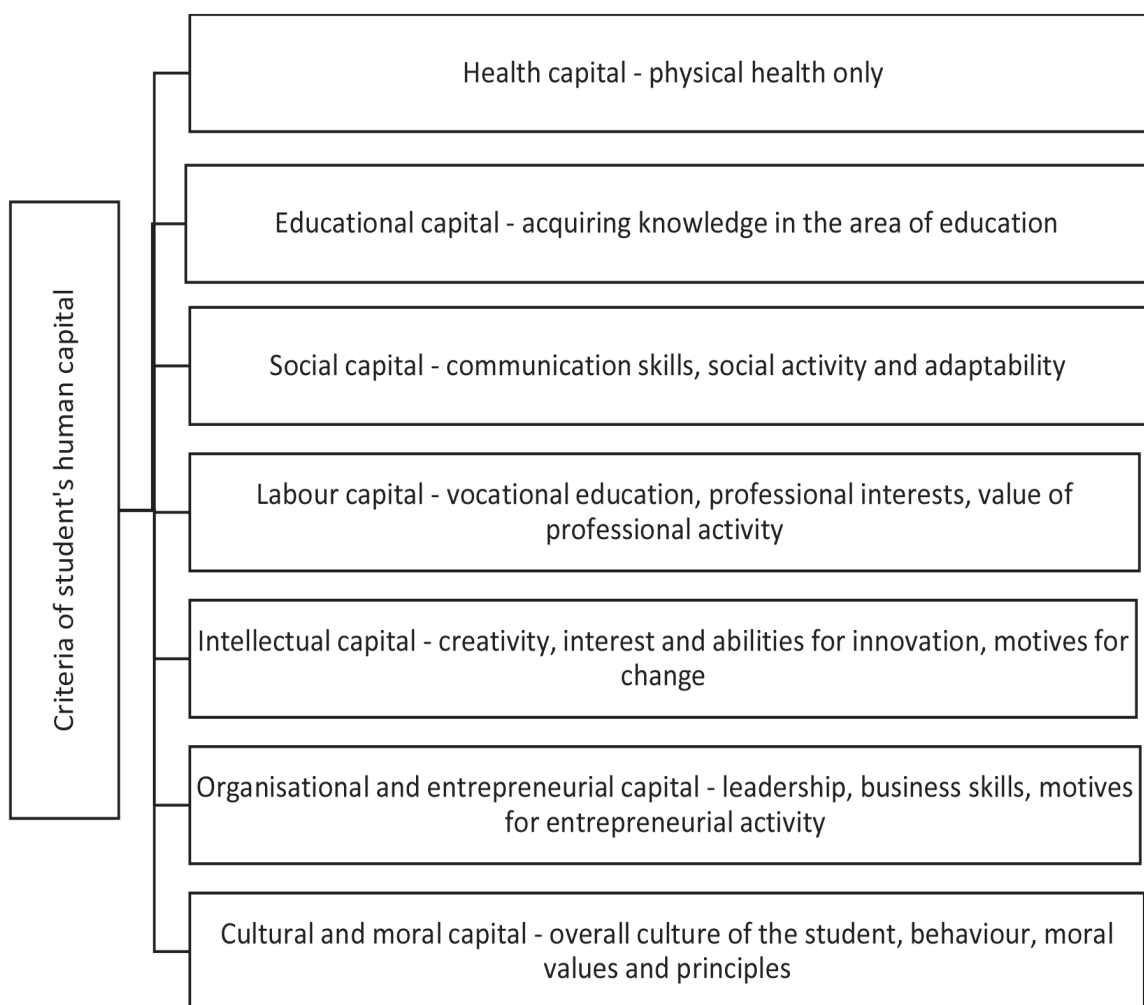 Criteria of student's human capital
Health capital - physical health only
Educational capital - acquiring knowledge in the area of education
Social capital - communication skills, social activity and adaptability
Labour capital - vocational education, professional interests, value of
professional activity
Intellectual capital - creativity, interest and abilities for innovation, motives for
change
Organisational and entrepreneurial capital - leadership, business skills, motives
for entrepreneurial activity
Cultural and moral capital - overall culture of the student, behaviour, moral
values and principles